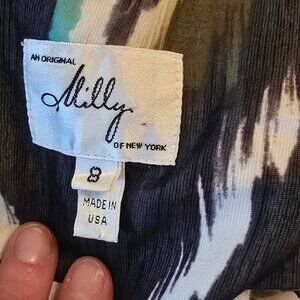 AN ORIGINAL
Milly
OF NEW YORK
8
MADE IN
USA